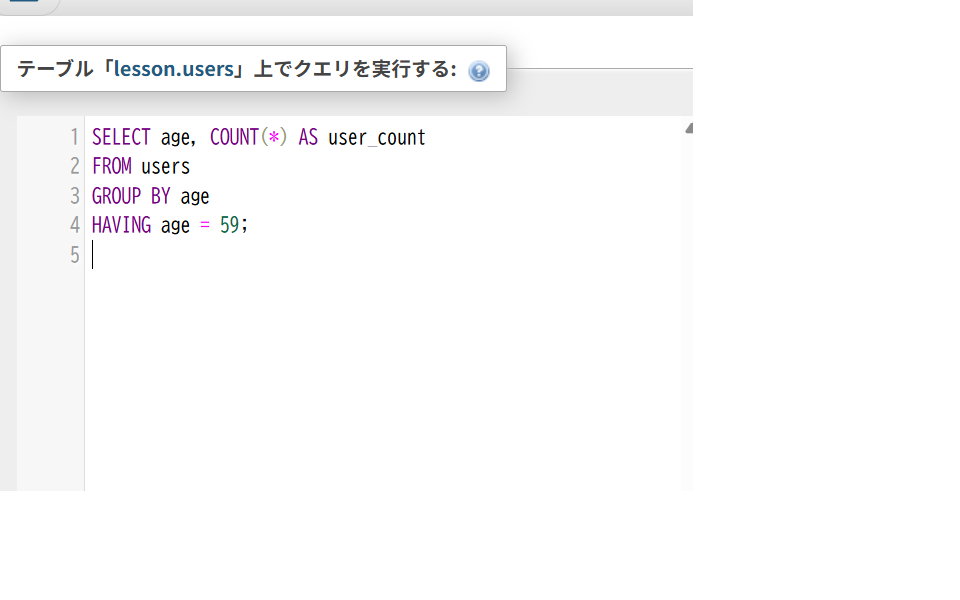 テーブル「lesson.users」上でクエリを実行する:
1 SELECT age, COUNT(*) AS user_count
2 FROM users
3 GROUP BY age
4 HAVING age = 59;
5